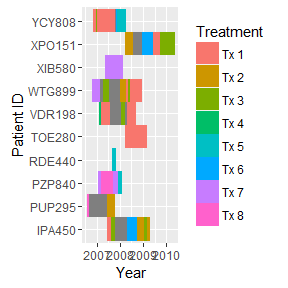 Patient ID
YCY808
XPO151
XIB580
WTG899
VDR198
TOE280
RDE440
PZP840
PUP295
IPA450
2007 2008 2009 2010
Year
Treatment
Tx 1
Tx 2
Tx 3
Tx 4
Tx 5
Tx 6
Tx 7
Tx 8